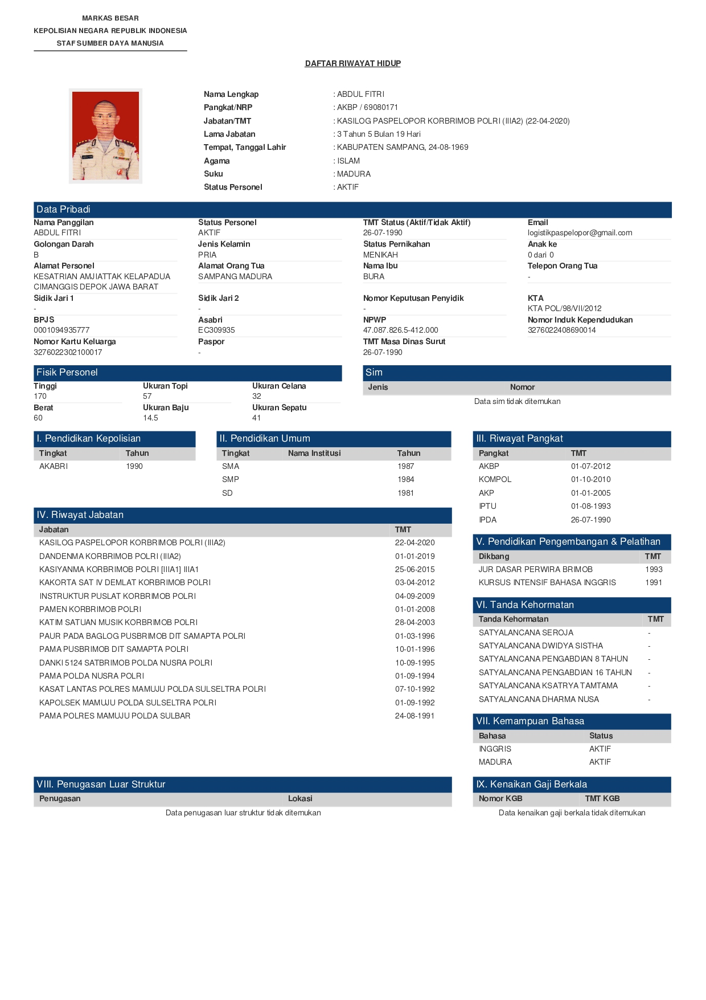 MARKAS BESAR
KEPOLISIAN NEGARA REPUBLIK INDONESIA
STAF SUMBER DAYA MANUSIA
DAFTAR RIWAYAT HIDUP
Nama Lengkap : ABDUL FITRI
Pangkat/NRP : AKBP / 69080171
Jabatan/TMT : KASILOG PASPELOPOR KORBRIMOB POLRI (IIIA2) (22-04-2020)
Lama Jabatan : 3 Tahun 5 Bulan 19 Hari
Tempat, Tanggal Lahir : KABUPATEN SAMPANG, 24-08-1969
Agama : ISLAM
Suku : MADURA
Status Personel : AKTIF
Data Pribadi
Nama Panggilan Status Personel TMT Status (Aktif/Tidak Aktif) Email
ABDUL FITRI AKTIF 26-07-1990 logistikpaspelopor@gmail.com
Golongan Darah Jenis Kelamin Status Pernikahan Anak ke
B PRIA MENIKAH 0 dari 0
Alamat Personel Alamat Orang Tua Nama Ibu Telepon Orang Tua
KESATRIAN AMJIATTAK KELAPADUA SAMPANG MADURA BURA -
CIMANGGIS DEPOK JAWA BARAT
Sidik Jari 1 Sidik Jari 2 Nomor Keputusan Penyidik KTA
- - - KTA POL/98/VII/2012
BPJS Asabri NPWP Nomor Induk Kependudukan
0001094935777 EC309935 47.087.826.5-412.000 3276022408690014
Nomor Kartu Keluarga Paspor TMT Masa Dinas Surut
3276022302100017 - 26-07-1990
Fisik Personel
Tinggi Ukuran Topi Ukuran Celana
170 57 32
Berat Ukuran Baju Ukuran Sepatu
60 14.5 41
Sim
Jenis Nomor
Data sim tidak ditemukan
I. Pendidikan Kepolisian
Tingkat Tahun
AKABRI 1990
II. Pendidikan Umum
Tingkat Nama Institusi Tahun
SMA 1987
SMP 1984
SD 1981
III. Riwayat Pangkat
Pangkat TMT
AKBP 01-07-2012
KOMPOL 01-10-2010
AKP 01-01-2005
IPTU 01-08-1993
IPDA 26-07-1990
IV. Riwayat Jabatan
Jabatan TMT
KASILOG PASPELOPOR KORBRIMOB POLRI (IIIA2) 22-04-2020
DANDENMA KORBRIMOB POLRI (IIIA2) 01-01-2019
KASIYANMA KORBRIMOB POLRI [IIIA1] IIIA1 25-06-2015
KAKORTA SAT IV DEMLAT KORBRIMOB POLRI 03-04-2012
INSTRUKTUR PUSLAT KORBRIMOB POLRI 04-09-2009
PAMEN KORBRIMOB POLRI 01-01-2008
KATIM SATUAN MUSIK KORBRIMOB POLRI 28-04-2003
PAUR PADA BAGLOG PUSBRIMOB DIT SAMAPTA POLRI 01-03-1996
PAMA PUSBRIMOB DIT SAMAPTA POLRI 10-01-1996
DANKI 5124 SATBRIMOB POLDA NUSRA POLRI 10-09-1995
PAMA POLDA NUSRA POLRI 01-09-1994
KASAT LANTAS POLRES MAMUJU POLDA SULSELTRA POLRI 07-10-1992
KAPOLSEK MAMUJU POLDA SULSELTRA POLRI 01-09-1992
PAMA POLRES MAMUJU POLDA SULBAR 24-08-1991
V. Pendidikan Pengembangan & Pelatihan
Dikbang TMT
JUR DASAR PERWIRA BRIMOB 1993
KURSUS INTENSIF BAHASA INGGRIS 1991
VI. Tanda Kehormatan
Tanda Kehormatan TMT
SATYALANCANA SEROJA -
SATYALANCANA DWIDYA SISTHA -
SATYALANCANA PENGABDIAN 8 TAHUN -
SATYALANCANA PENGABDIAN 16 TAHUN -
SATYALANCANA KSATRYA TAMTAMA -
SATYALANCANA DHARMA NUSA -
VII. Kemampuan Bahasa
Bahasa Status
INGGRIS AKTIF
MADURA AKTIF
VIII. Penugasan Luar Struktur
Penugasan Lokasi
Data penugasan luar struktur tidak ditemukan
IX. Kenaikan Gaji Berkala
Nomor KGB TMT KGB
Data kenaikan gaji berkala tidak ditemukan